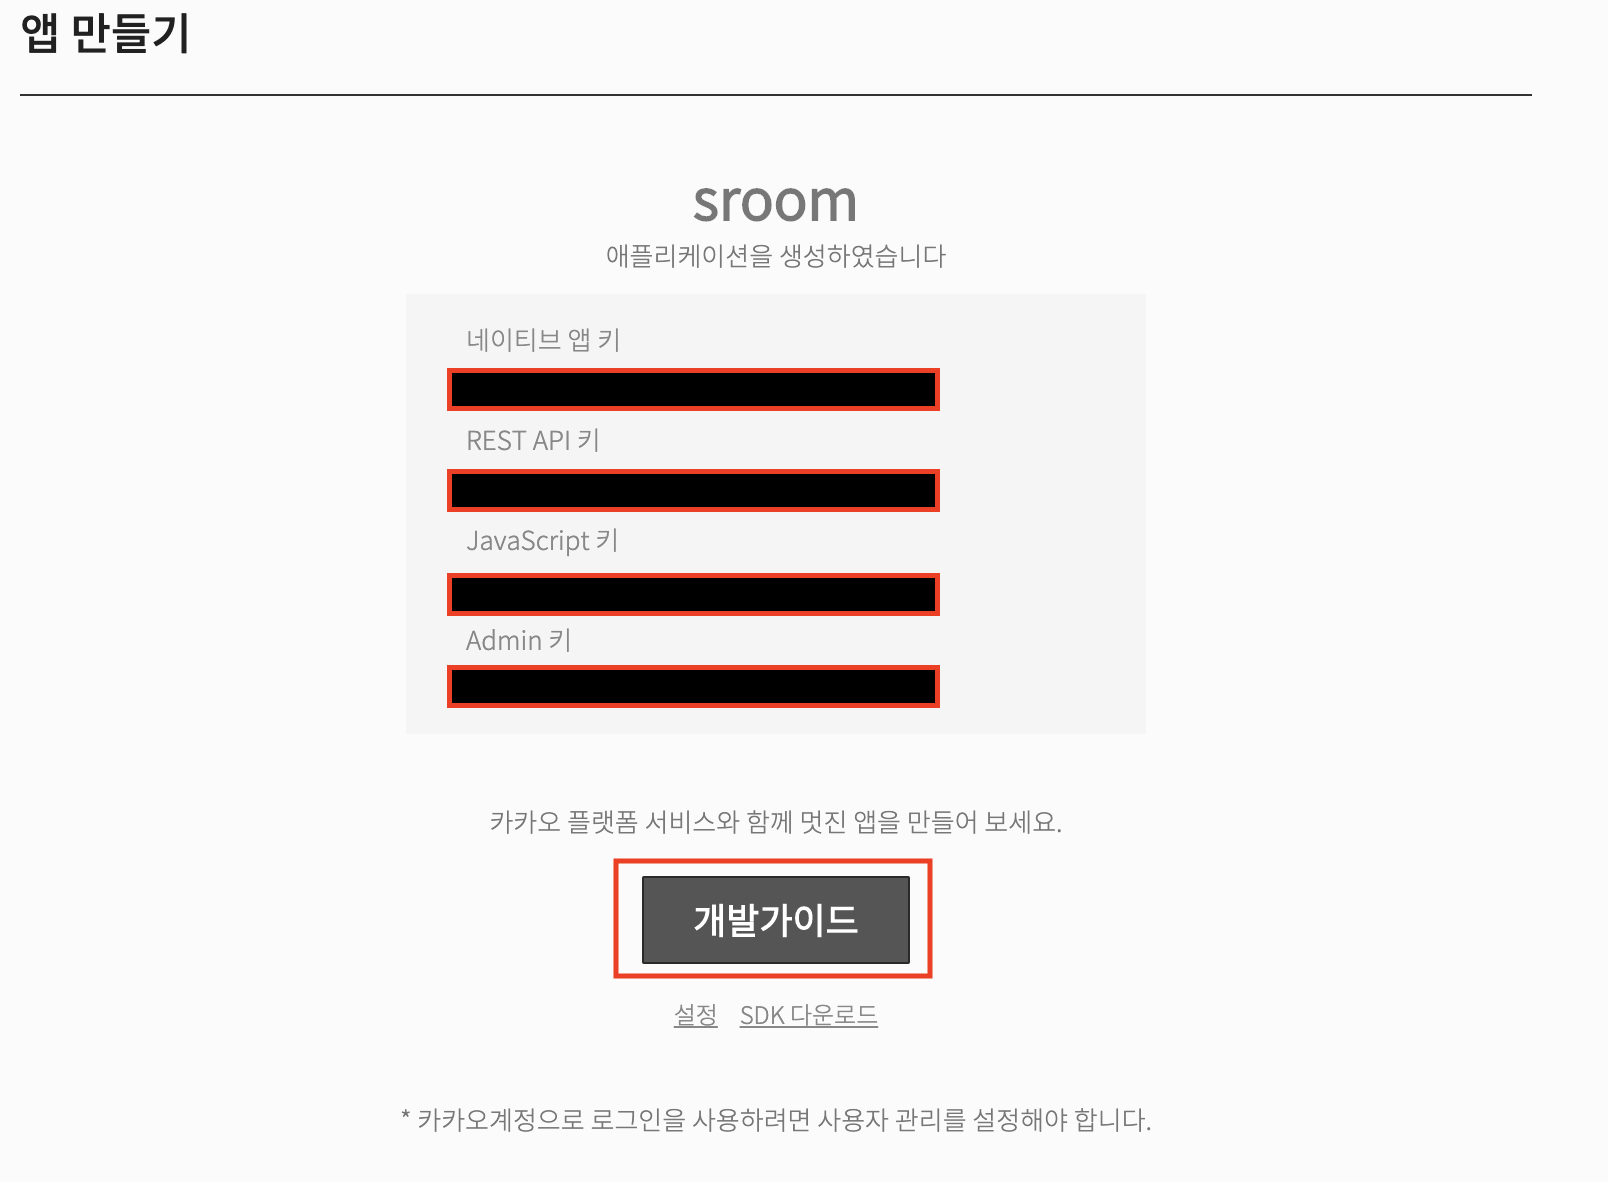 앱 만들기
sroom
애플리케이션을 생성하였습니다
네이티브 앱 키
REST API 키
JavaScript 키
Admin 키
카카오 플랫폼 서비스와 함께 멋진 앱을 만들어 보세요.
개발가이드
설정 SDK 다운로드
* 카카오계정으로 로그인을 사용하려면 사용자 관리를 설정해야 합니다.